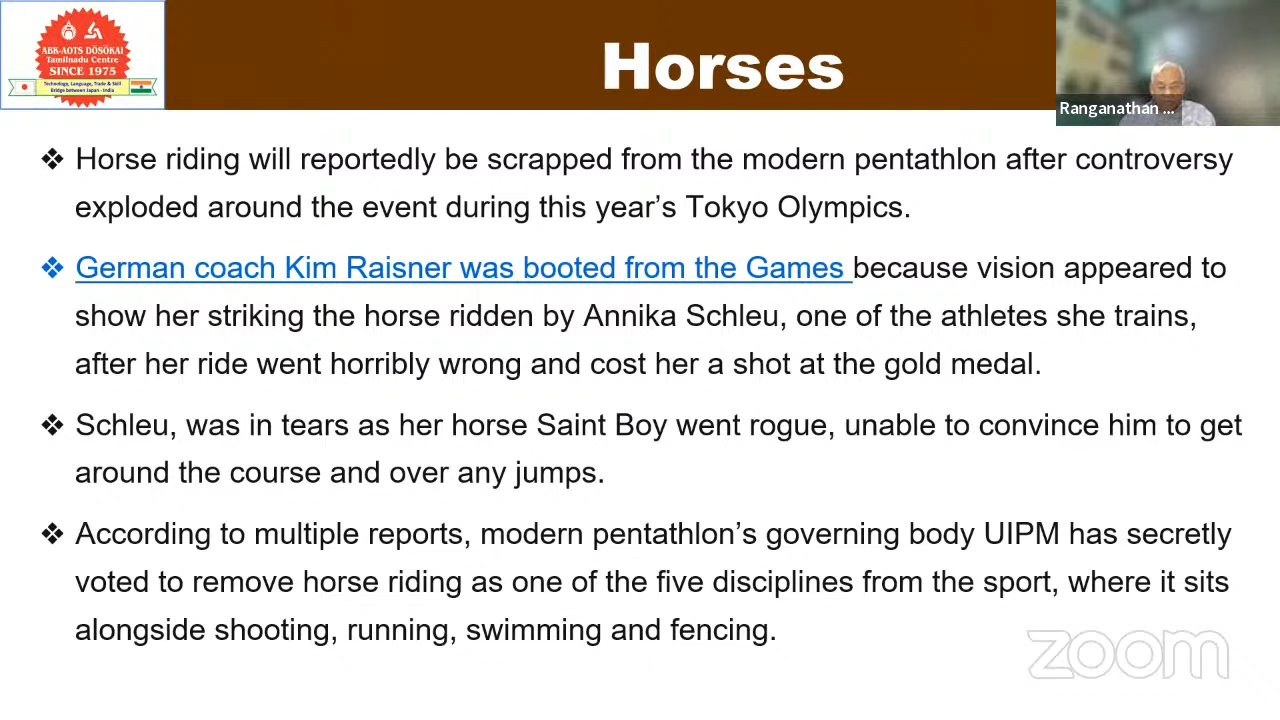 ABK-AOTS DŌSŌKAI
Tamilnadu Centre
SINCE 1975
Technology, Language, Trade & Skill
Bridge between Japan - India
Horses
Ranganathan ...
❖ Horse riding will reportedly be scrapped from the modern pentathlon after controversy
exploded around the event during this year’s Tokyo Olympics.
❖ German coach Kim Raisner was booted from the Games because vision appeared to
show her striking the horse ridden by Annika Schleu, one of the athletes she trains,
after her ride went horribly wrong and cost her a shot at the gold medal.
❖ Schleu, was in tears as her horse Saint Boy went rogue, unable to convince him to get
around the course and over any jumps.
❖ According to multiple reports, modern pentathlon’s governing body UIPM has secretly
voted to remove horse riding as one of the five disciplines from the sport, where it sits
alongside shooting, running, swimming and fencing.
zoom